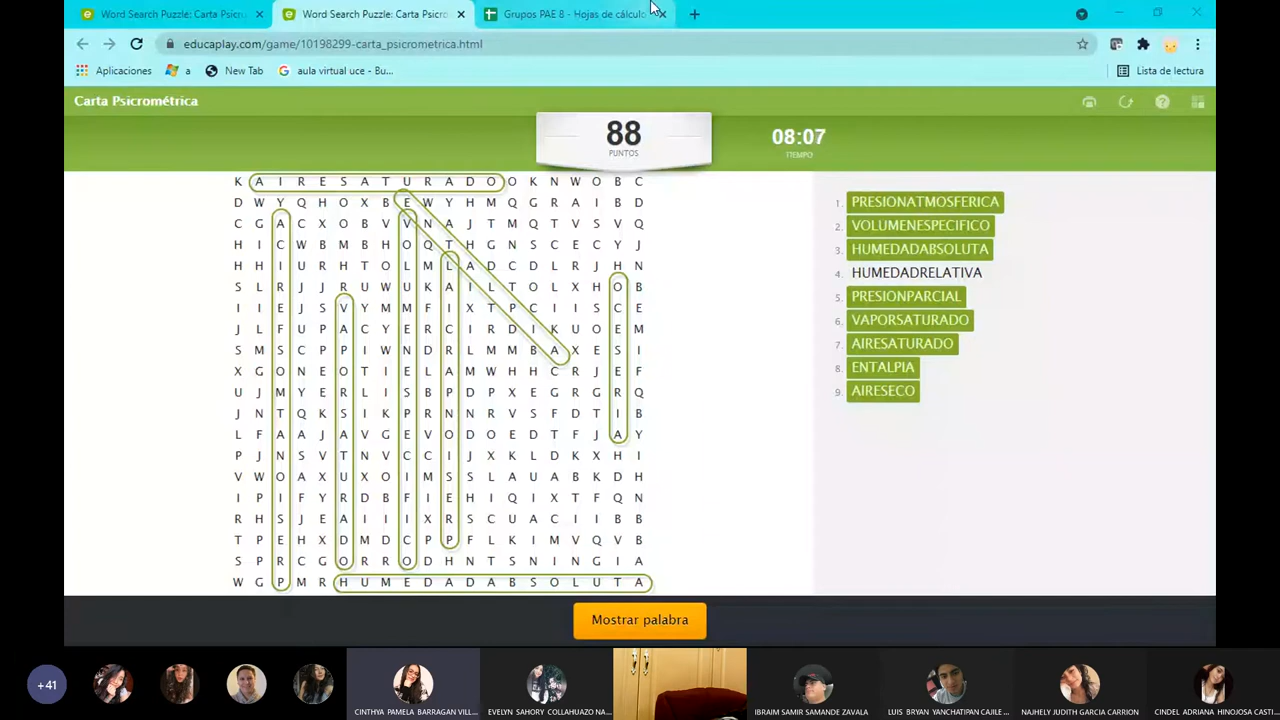 Word Search Puzzle: Carta Psicr
Word Search Puzzle: Carta Psicro
Grupos PAE 8 - Hojas de cálculo
educaplay.com/game/10198299-carta_psicrometrica.html
Aplicaciones
a
New Tab
aula virtual uce - Bu...
Lista de lectura
Carta Psicrométrica
88
PUNTOS
08:07
TIEMPO
K A I R E S A T U R A D O O K N W O B C
D W Y Q H O X B E W Y H M Q G R A I B D
C G A C X O B V V N A J T M Q T V S V Q
H I C W B M B H O Q T H G N S C E C Y J
H H I U R H T O L M L A D C D L R J H N
S L R J J R U W U K A I L T O L X H O B
I I E J S V Y M M F I X T P C I I S C E
J L F U P A C Y E R C I R D I K U O E M
S M S C P P I W N D R L M M B A X E S I
X G O N E O T I E L A M W H H C R J E F
U J M Y E R L I S B P D P X E G R G R Q
J N T Q K S I K P R N N R V S F D T I B
L F A A J A V G E V O D O E D T F J A Y
P J N S V T N V C C I J X K L D K X H I
V W O A X U X O I M S S L A U A B K D H
I P I F Y R D B F I E H I Q I X T F Q N
R H S J E A I I I X R S C U A C I I B B
T P E H X D M D C P P F L K I M V Q V B
S P R C G O R R O D H N T S N I N G I A
W G P M R H U M E D A D A B S O L U T A
1. PRESIONATMOSFERICA
2. VOLUMENESPECIFICO
3. HUMEDADABSOLUTA
4. HUMEDADRELATIVA
5. PRESIONPARCIAL
6. VAPORSATURADO
7. AIRESATURADO
8. ENTALPIA
9. AIRESECO
Mostrar palabra
+41
CINTHYA PAMELA BARRAGAN VILL...
EVELYN SAHORY COLLAHUAZO NA...
IBRAIM SAMIR SAMANDE ZAVALA
LUIS BRYAN YANCHATIPAN CAJILE...
NAJHELY JUDITH GARCIA CARRION
CINDEL ADRIANA HINOJOSA CASTI...